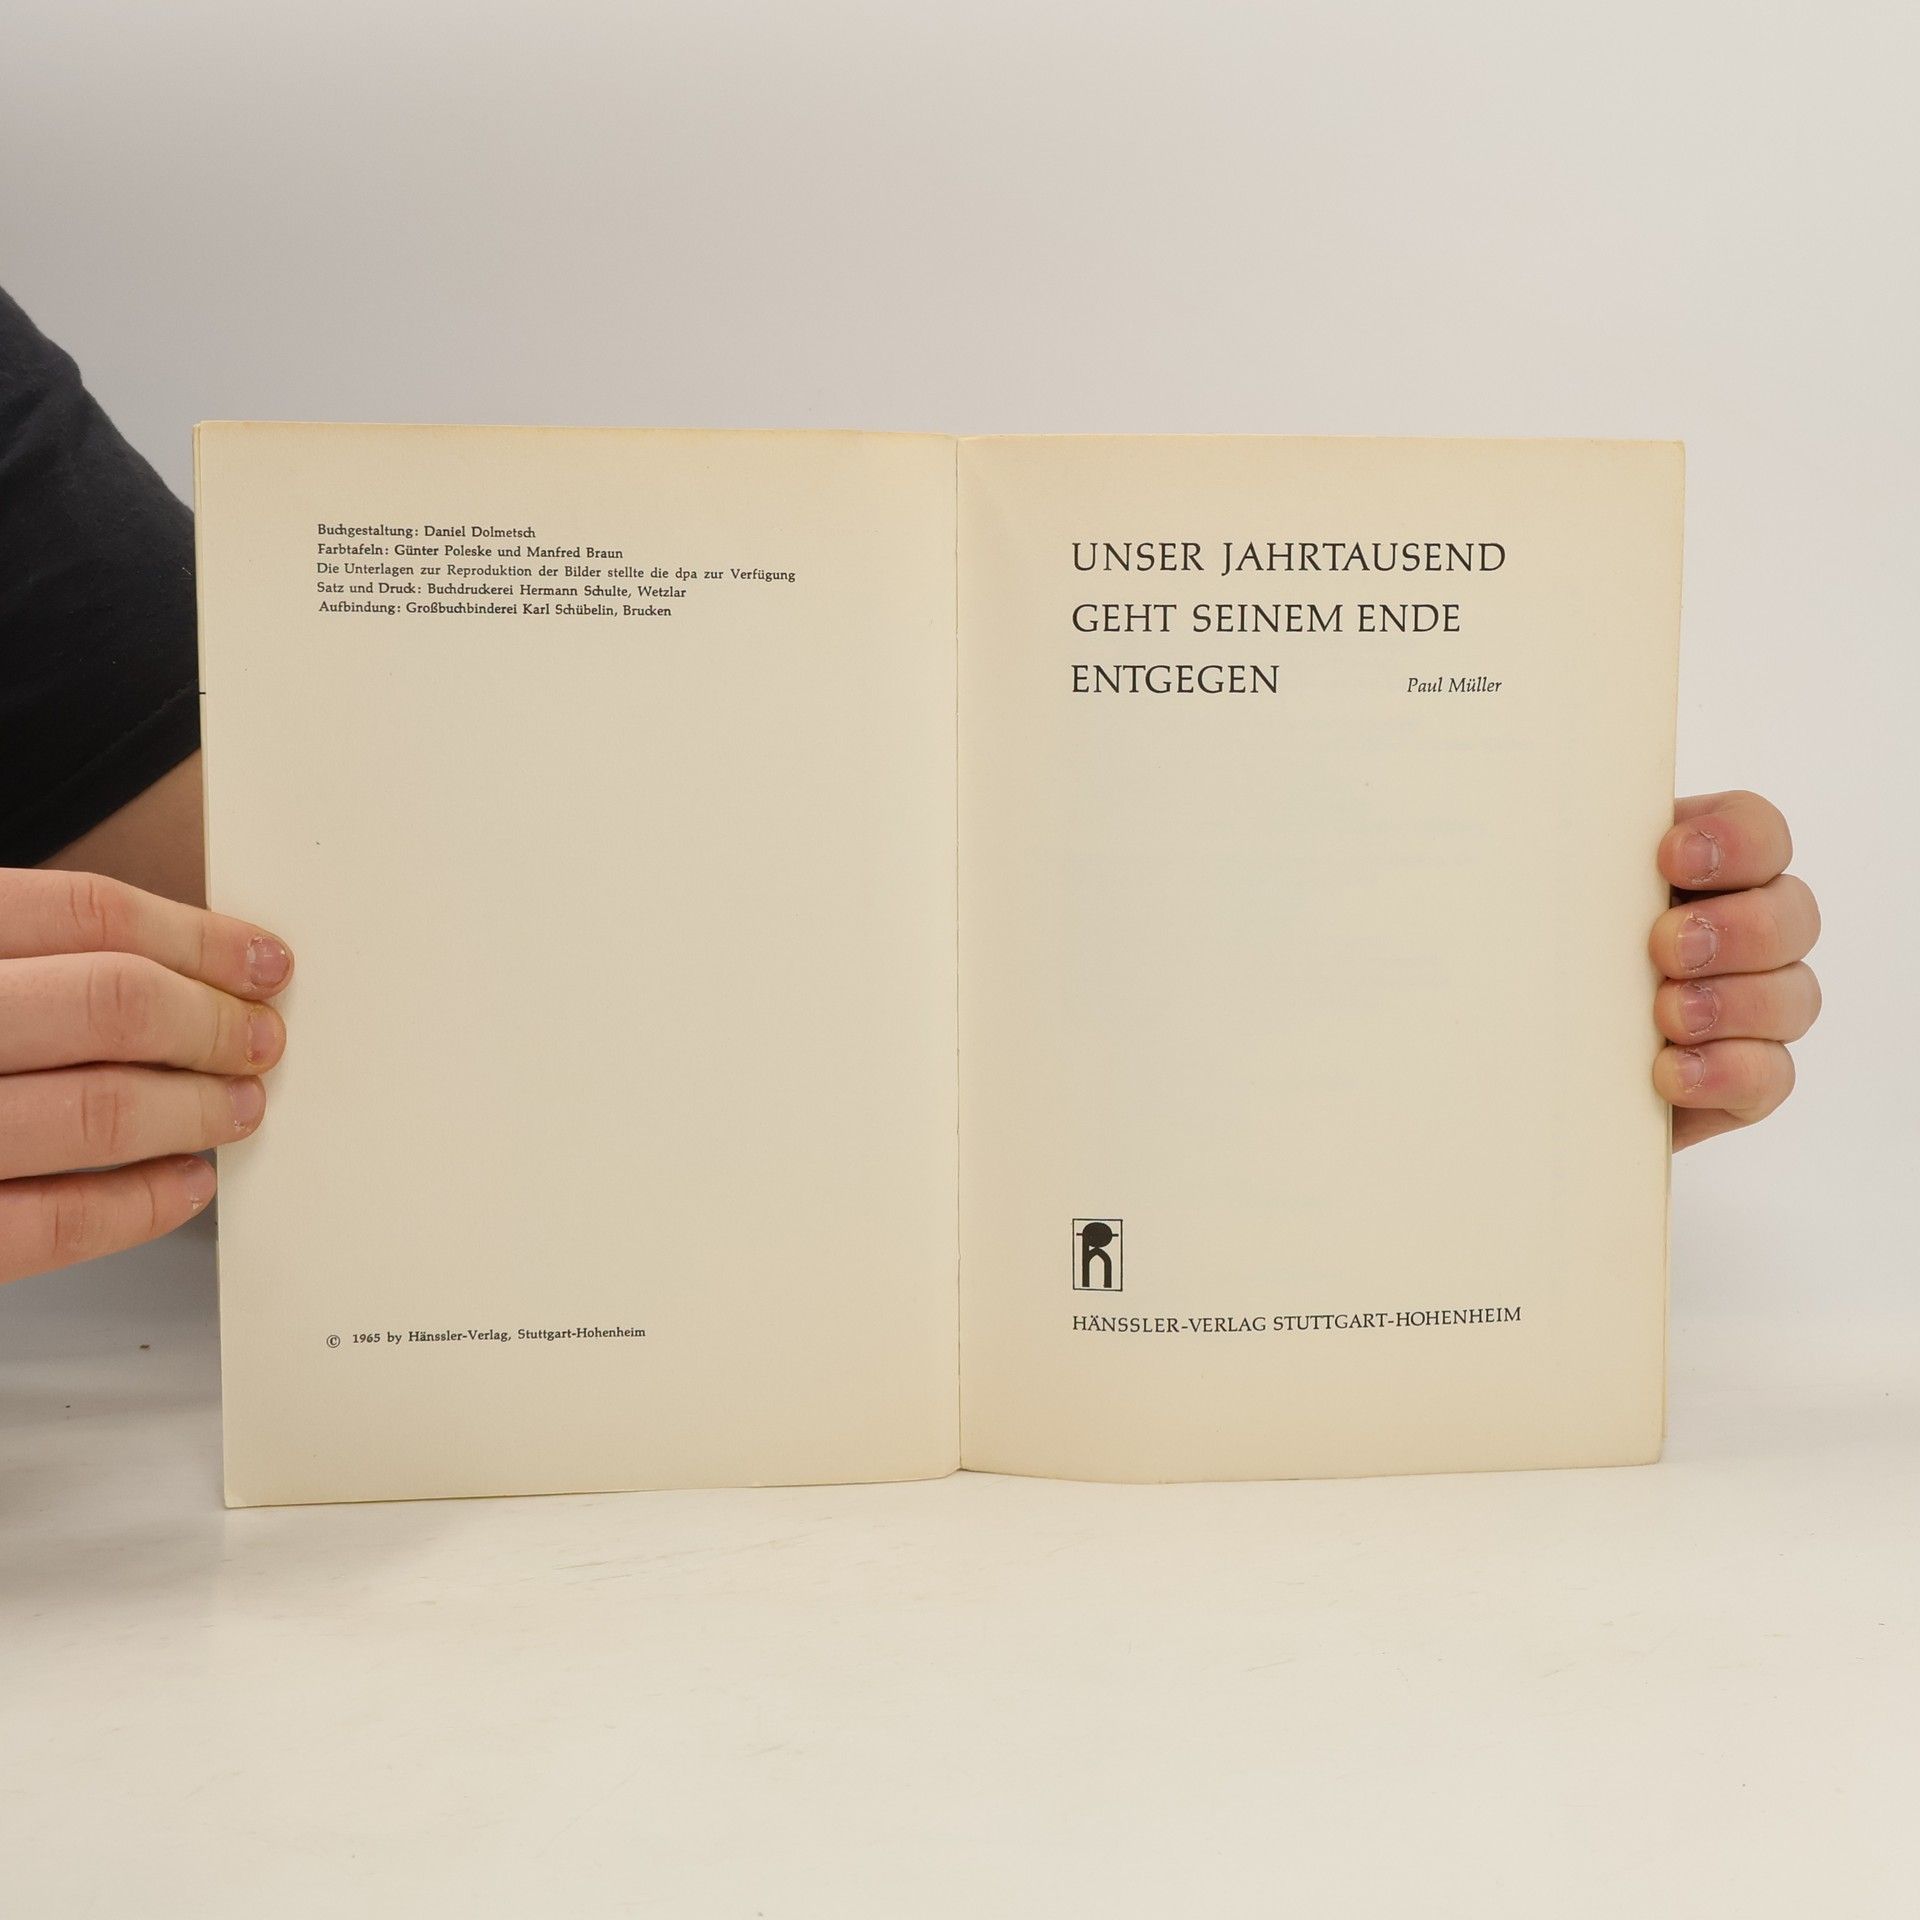 Buchgestaltung: Daniel Dolmetsch
Farbtafeln: Günter Poleske und Manfred Braun
Die Unterlagen zur Reproduktion der Bilder stellte die dpa zur Verfügung
Satz und Druck: Buchdruckerei Hermann Schulte, Wetzlar
Aufbindung: Großbuchbinderei Karl Schübelin, Brucken
© 1965 by Hänssler-Verlag, Stuttgart-Hohenheim
UNSER JAHRTAUSEND
GEHT SEINEM ENDE
ENTGEGEN Paul Müller
HÄNSSLER-VERLAG STUTTGART-HOHENHEIM